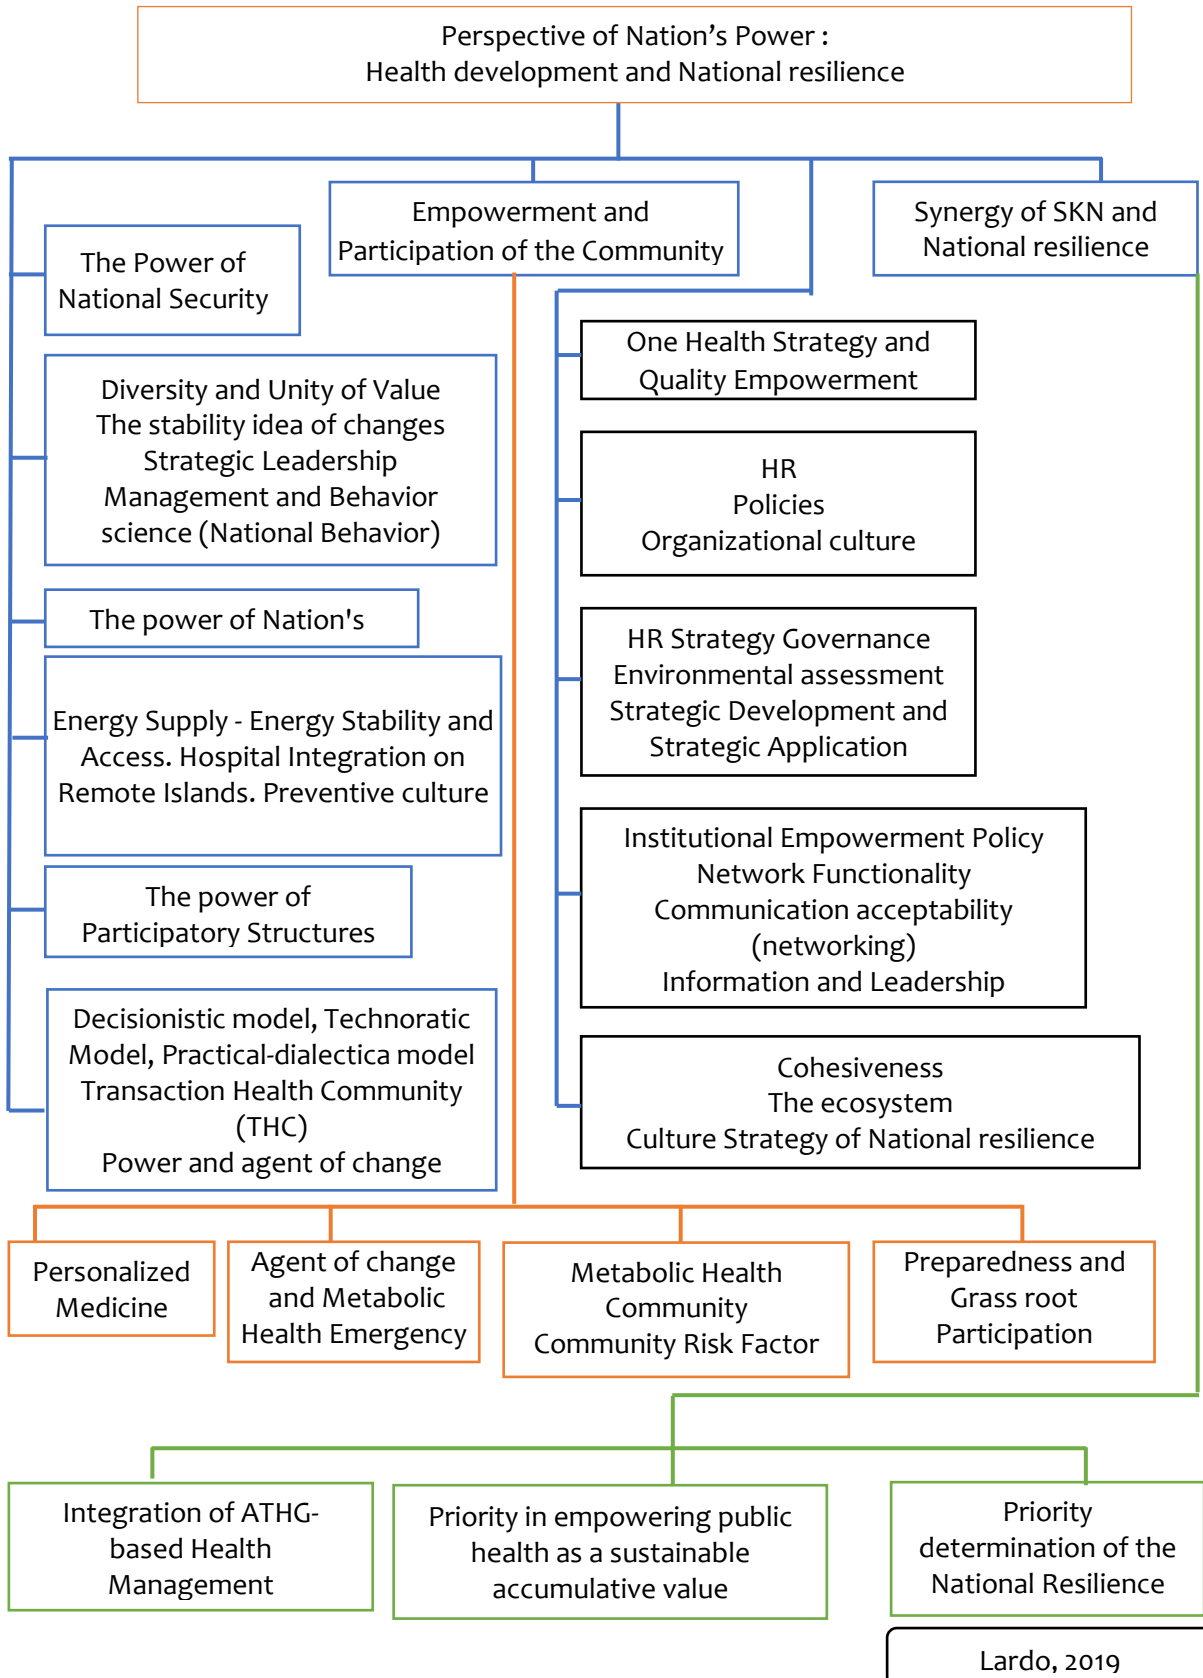 Perspective of Nation’s Power :
Health development and National resilience
Empowerment and
Participation of the Community
Synergy of SKN and
National resilience
The Power of
National Security
Diversity and Unity of Value
The stability idea of changes
Strategic Leadership
Management and Behavior
science (National Behavior)
The power of Nation's
Energy Supply - Energy Stability and
Access. Hospital Integration on
Remote Islands. Preventive culture
The power of
Participatory Structures
Decisionistic model, Technoratic
Model, Practical-dialectica model
Transaction Health Community
(THC)
Power and agent of change
One Health Strategy and
Quality Empowerment
HR
Policies
Organizational culture
HR Strategy Governance
Environmental assessment
Strategic Development and
Strategic Application
Institutional Empowerment Policy
Network Functionality
Communication acceptability
(networking)
Information and Leadership
Cohesiveness
The ecosystem
Culture Strategy of National resilience
Personalized
Medicine
Agent of change
and Metabolic
Health Emergency
Metabolic Health
Community
Community Risk Factor
Preparedness and
Grass root
Participation
Integration of ATHG-
based Health
Management
Priority in empowering public
health as a sustainable
accumulative value
Priority
determination of the
National Resilience
Lardo, 2019